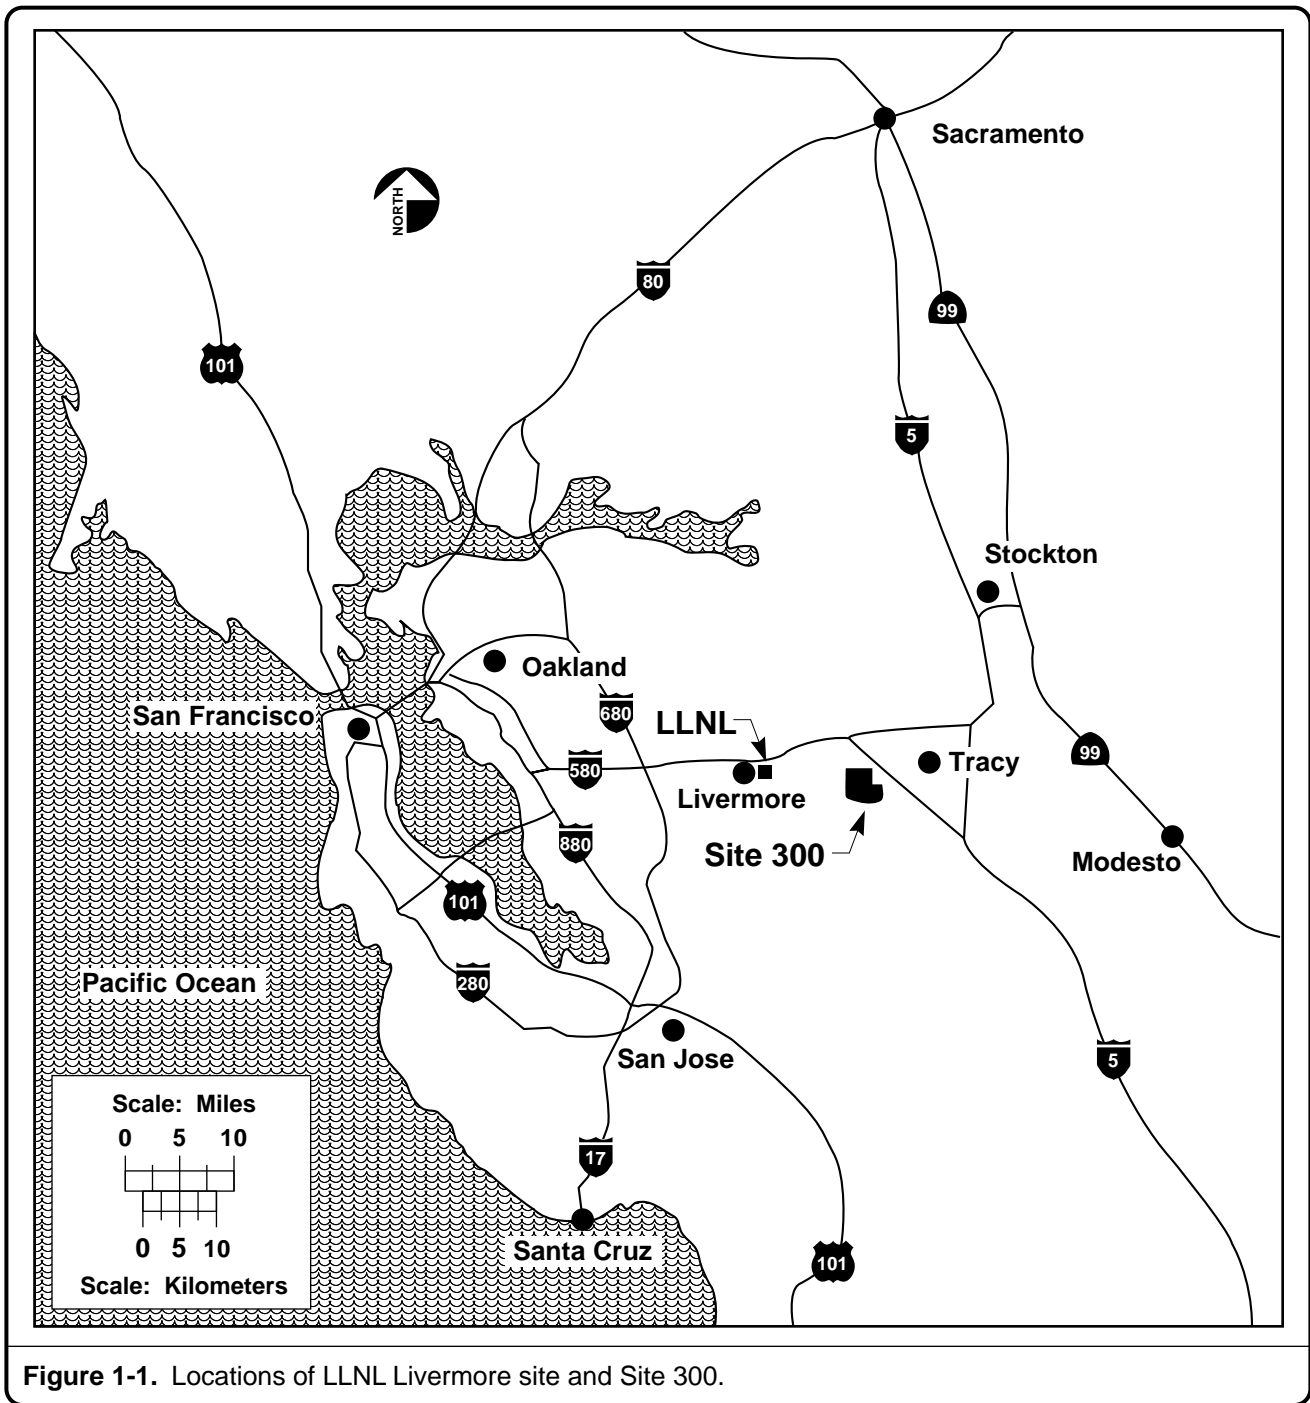 Sacramento
NORTH
80
99
101
5
Stockton
Oakland
San Francisco
680
LLNL
580
Tracy
99
Livermore
880
Site 300
Modesto
101
Pacific Ocean
280
San Jose
5
Scale: Miles
0 5 10
17
0 5 10
Santa Cruz
101
Scale: Kilometers
Figure 1-1. Locations of LLNL Livermore site and Site 300.